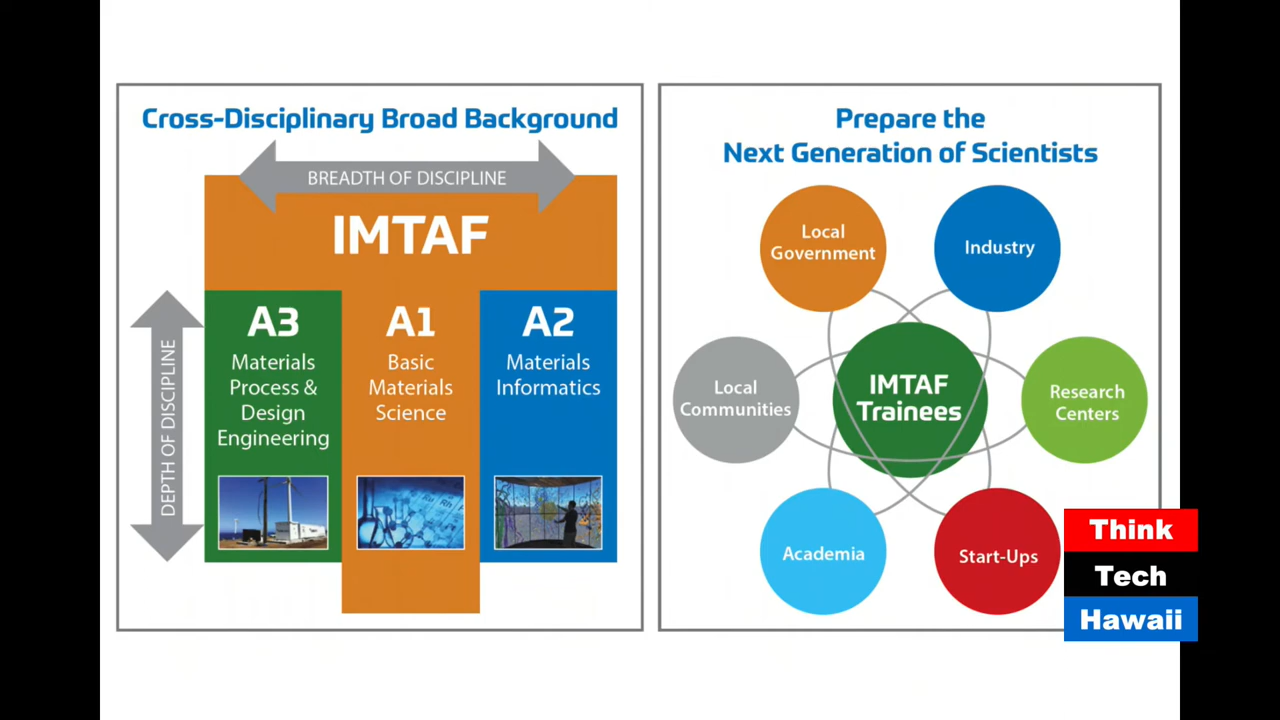 Cross-Disciplinary Broad Background
BREADTH OF DISCIPLINE
IMTAF
DEPTH OF DISCIPLINE
A3
Materials
Process &
Design
Engineering
A1
Basic
Materials
Science
A2
Materials
Informatics
Rh
Prepare the
Next Generation of Scientists
Local
Government
Industry
Local
Communities
IMTAF
Trainees
Research
Centers
Academia
Start-Ups
Think
Tech
Hawaii